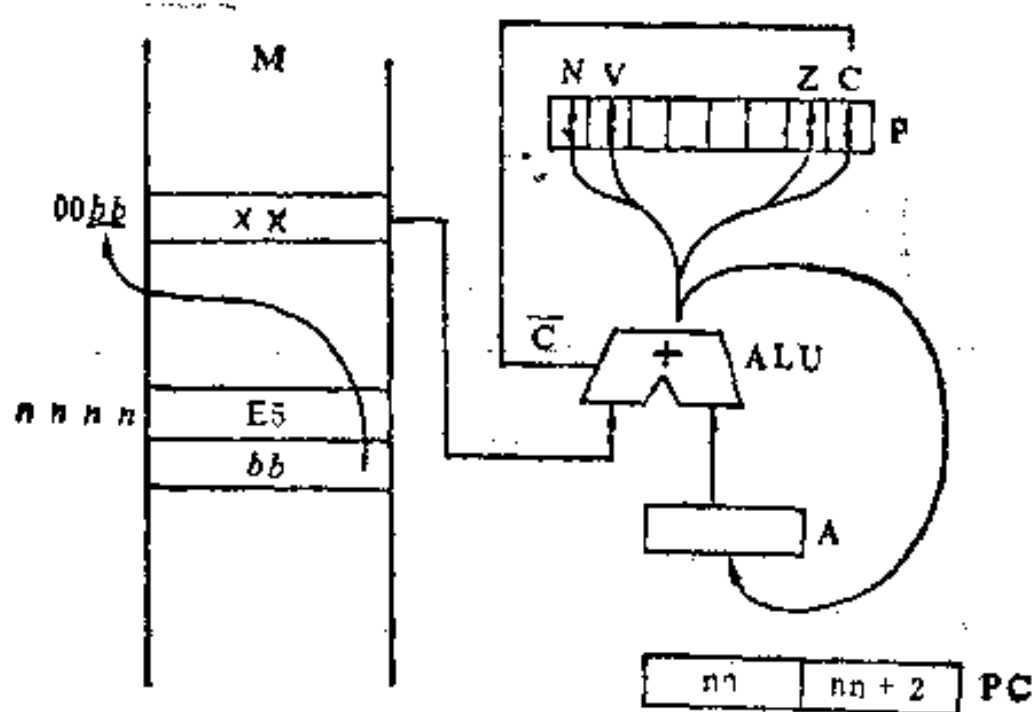 M
N V Z C
P
00bb
X X
C̅
+
ALU
n n n n
E5
bb
A
nn
nn + 2
PC